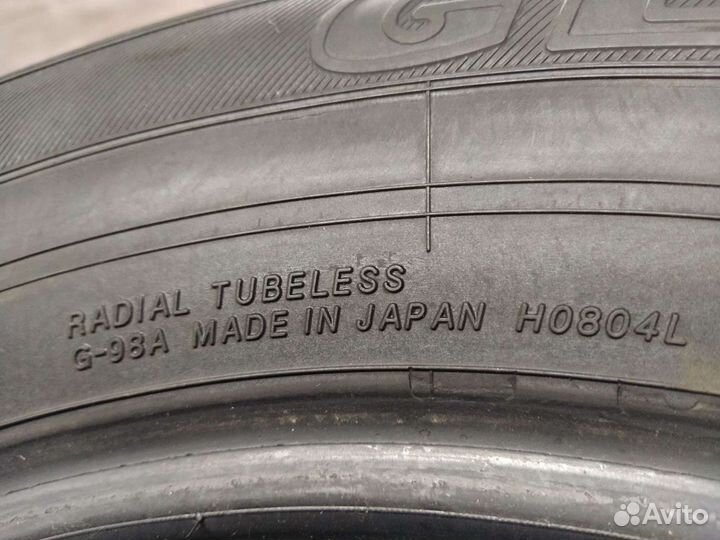 RADIAL TUBELESS
G-98A MADE IN JAPAN H0804L
Avito